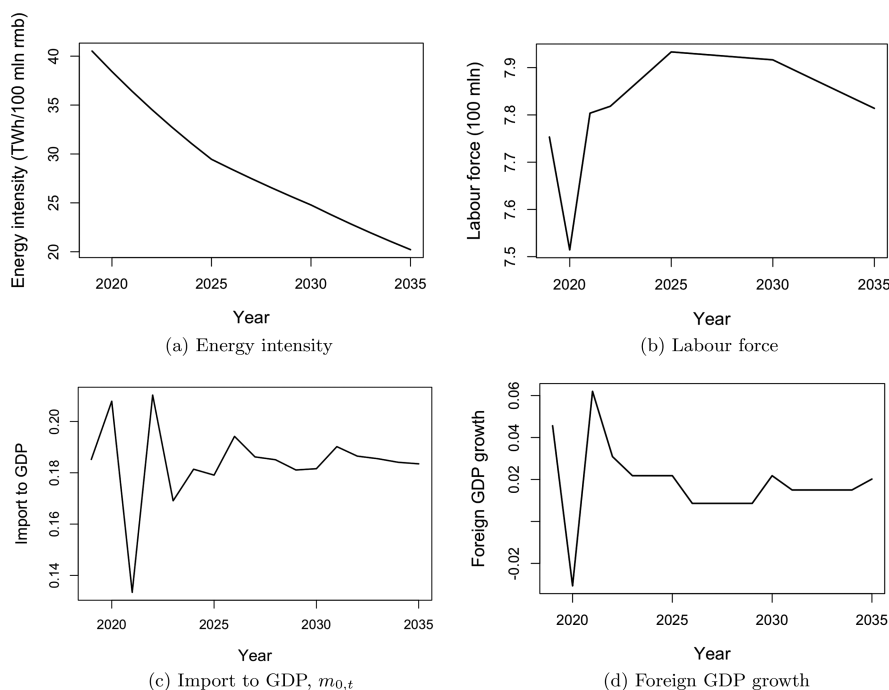 Energy intensity (TWh/100 mln rmb)
40
35
30
25
20
2020 2025 2030 2035
Year
(a) Energy intensity
Labour force (100 mln)
7.9
7.8
7.7
7.6
7.5
2020 2025 2030 2035
Year
(b) Labour force
Import to GDP
0.20
0.18
0.16
0.14
2020 2025 2030 2035
Year
(c) Import to GDP, m0,t
Foreign GDP growth
0.06
0.04
0.02
-0.02
2020 2025 2030 2035
Year
(d) Foreign GDP growth